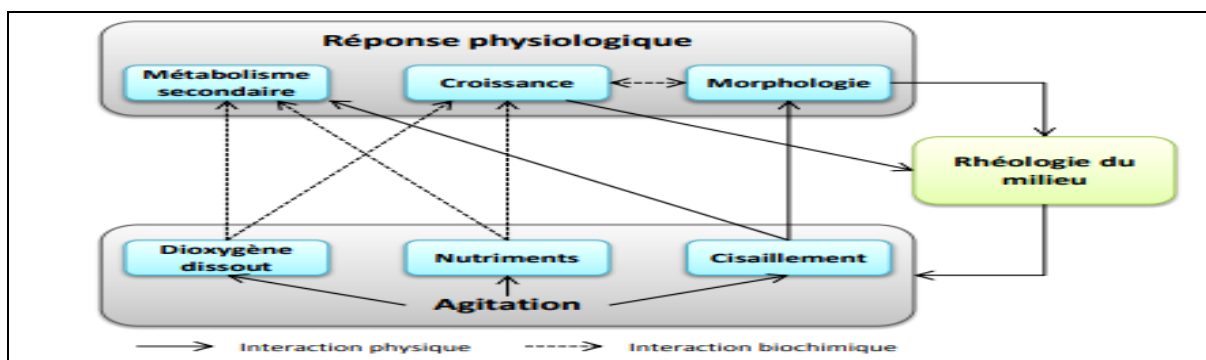 Réponse physiologique
Métabolisme
secondaire
Croissance
Morphologie
Rhéologie du
milieu
Dioxygène
dissout
Nutriments
Cisaillement
Agitation
Interaction physique
Interaction biochimique